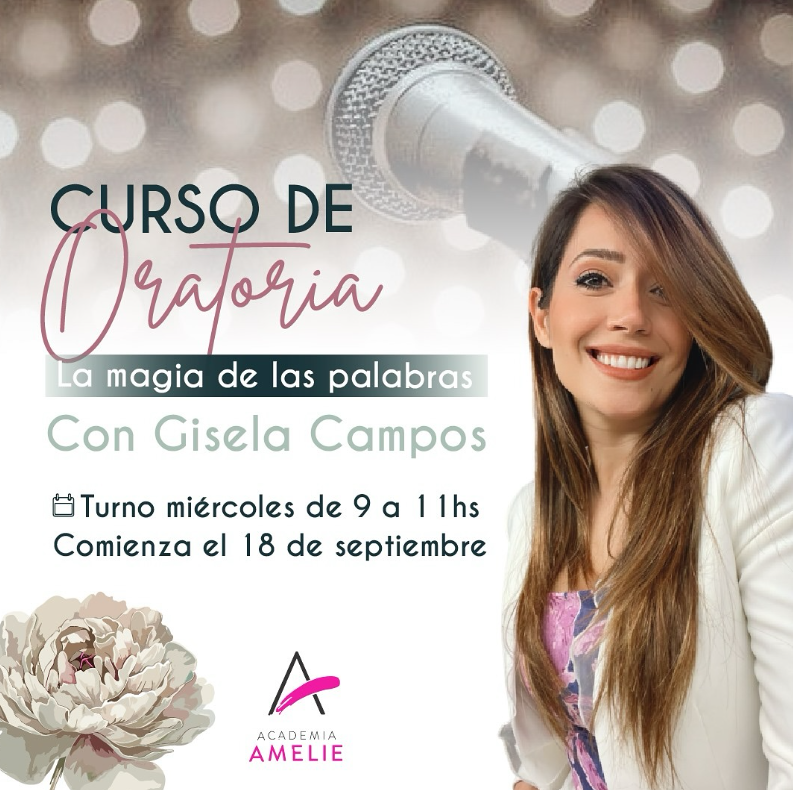 CURSO DE
Oratoria
La magia de las palabras
Con Gisela Campos
Turno miércoles de 9 a 11hs
Comienza el 18 de septiembre
ACADEMIA
AMELIE